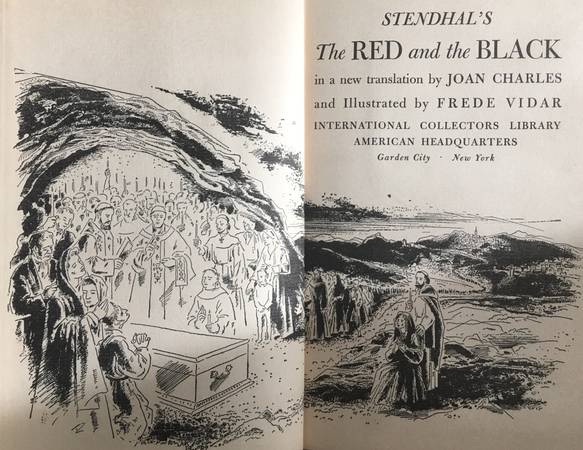 STENDHAL'S
The RED and the BLACK
in a new translation by JOAN CHARLES
and Illustrated by FREDE VIDAR
INTERNATIONAL COLLECTORS LIBRARY
AMERICAN HEADQUARTERS
Garden City · New York